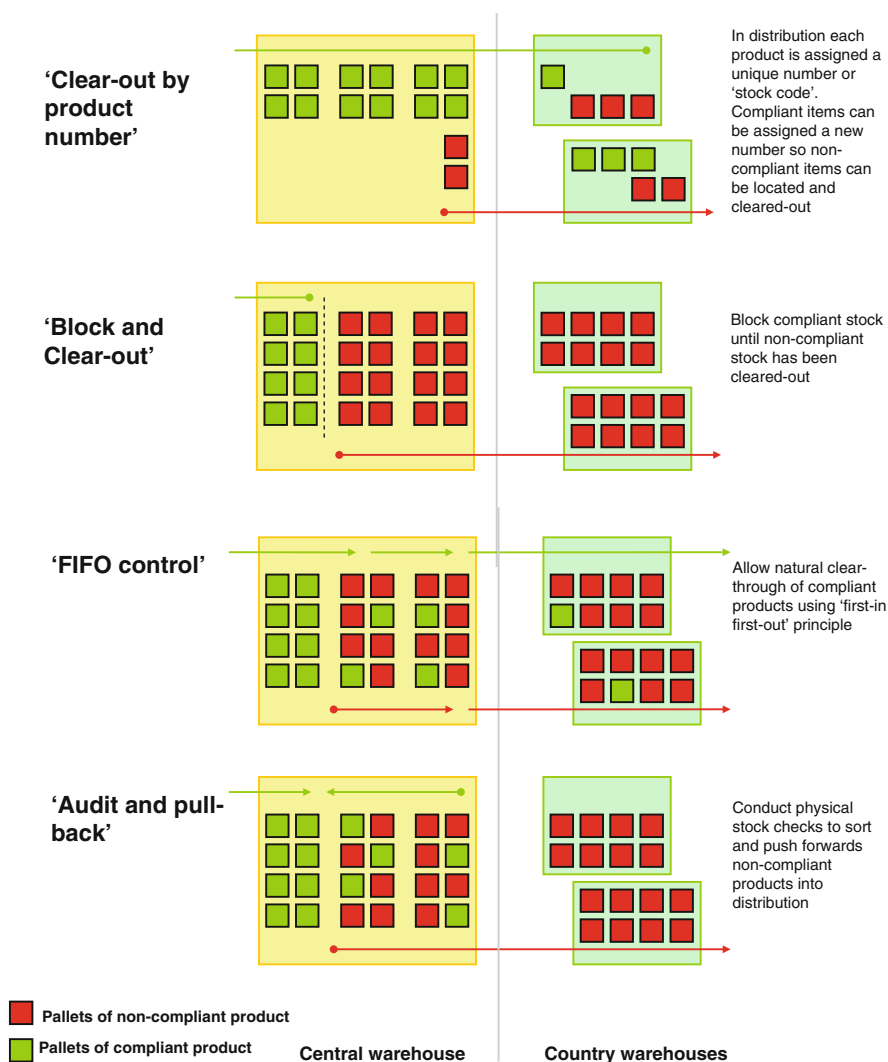 ‘Clear-out by
product
number’
In distribution each
product is assigned a
unique number or
‘stock code’.
Compliant items can
be assigned a new
number so non-
compliant items can
be located and
cleared-out
‘Block and
Clear-out’
Block compliant stock
until non-compliant
stock has been
cleared-out
‘FIFO control’
Allow natural clear-
through of compliant
products using ‘first-in
first-out’ principle
‘Audit and pull-
back’
Conduct physical
stock checks to sort
and push forwards
non-compliant
products into
distribution
Pallets of non-compliant product
Pallets of compliant product
Central warehouse
Country warehouses